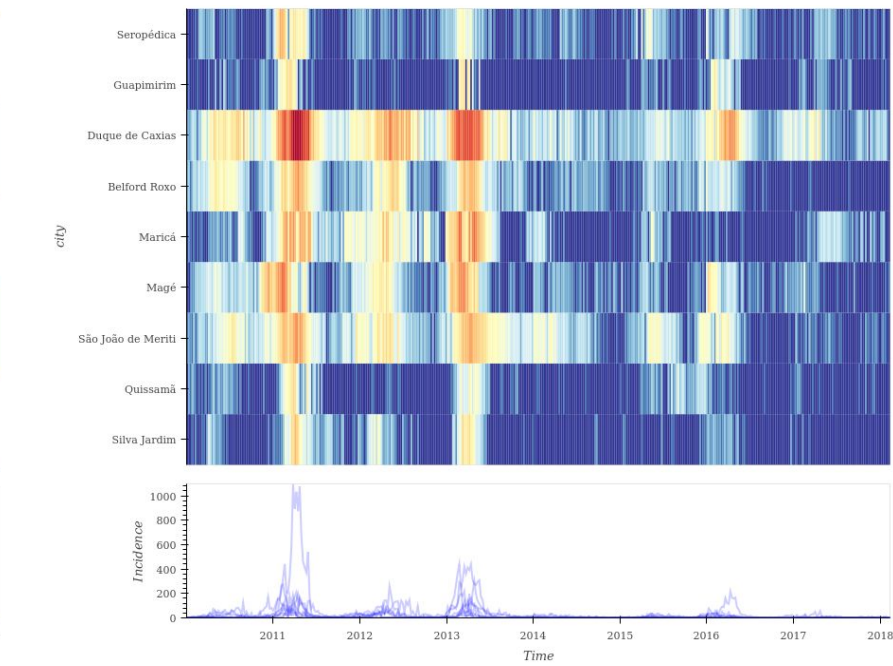 Seropédica
Guapimirim
Duque de Caxias
Belford Roxo
Maricá
Magé
São João de Meriti
Quissamã
Silva Jardim
city
1000
800
600
400
200
0
Incidence
2011 2012 2013 2014 2015 2016 2017 2018
Time